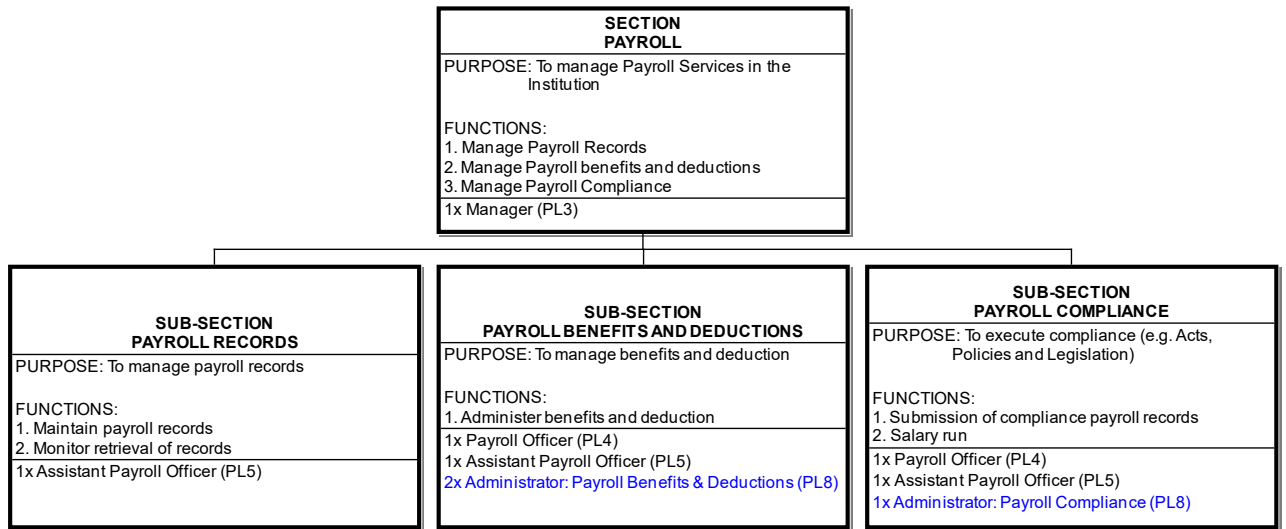 SECTION
PAYROLL
PURPOSE: To manage Payroll Services in the
Institution
FUNCTIONS:
1. Manage Payroll Records
2. Manage Payroll benefits and deductions
3. Manage Payroll Compliance
1x Manager (PL3)
SUB-SECTION
PAYROLL RECORDS
PURPOSE: To manage payroll records
FUNCTIONS:
1. Maintain payroll records
2. Monitor retrieval of records
1x Assistant Payroll Officer (PL5)
SUB-SECTION
PAYROLL BENEFITS AND DEDUCTIONS
PURPOSE: To manage benefits and deduction
FUNCTIONS:
1. Administer benefits and deduction
1x Payroll Officer (PL4)
1x Assistant Payroll Officer (PL5)
2x Administrator: Payroll Benefits & Deductions (PL8)
SUB-SECTION
PAYROLL COMPLIANCE
PURPOSE: To execute compliance (e.g. Acts,
Policies and Legislation)
FUNCTIONS:
1. Submission of compliance payroll records
2. Salary run
1x Payroll Officer (PL4)
1x Assistant Payroll Officer (PL5)
1x Administrator: Payroll Compliance (PL8)